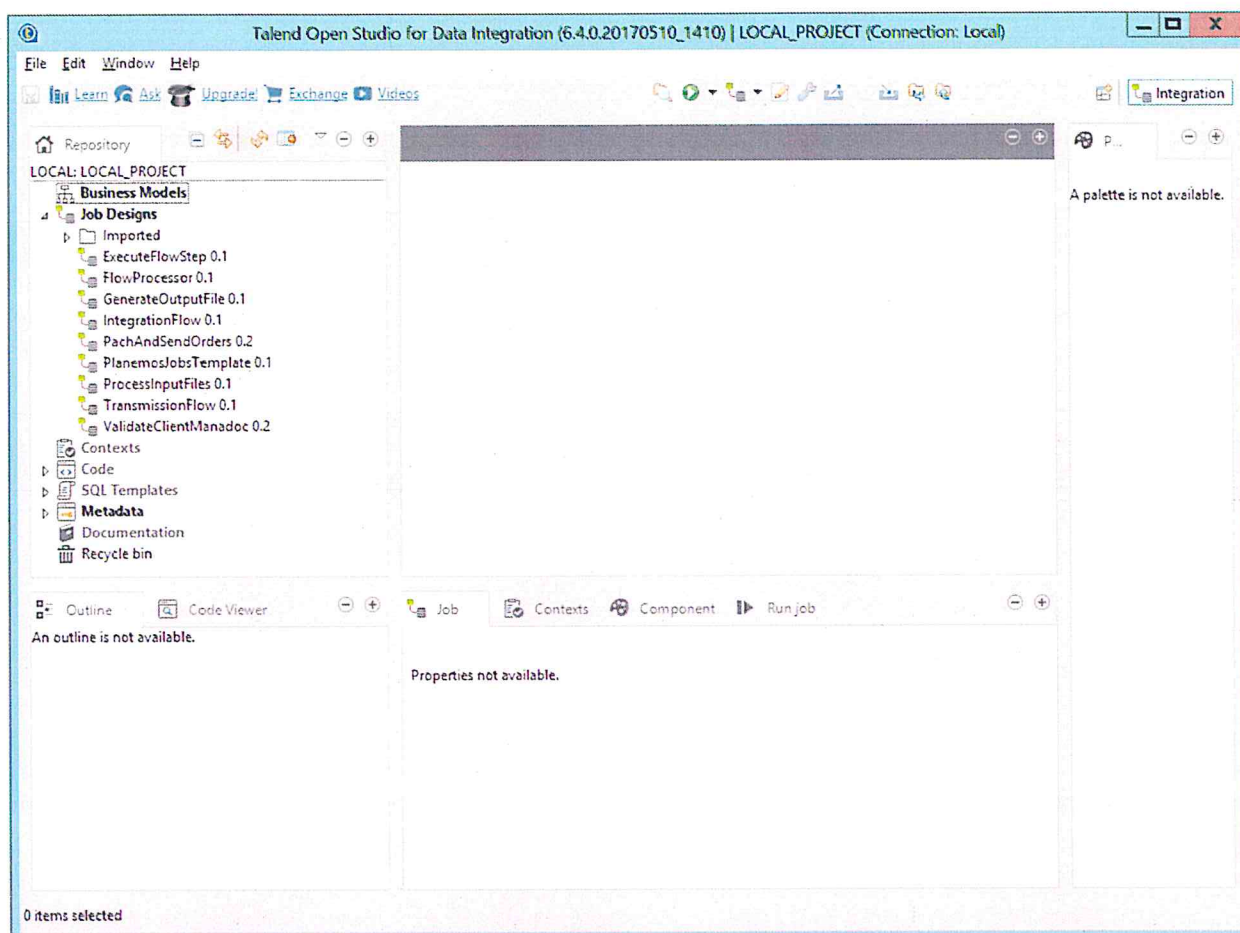 Talend Open Studio for Data Integration (6.4.0.20170510_1410) | LOCAL_PROJECT (Connection: Local)
File Edit Window Help
Learn Ask Upgrade! Exchange Videos
Integration
Repository
LOCAL: LOCAL_PROJECT
Business Models
Job Designs
Imported
ExecuteFlowStep 0.1
FlowProcessor 0.1
GenerateOutputFile 0.1
IntegrationFlow 0.1
PachAndSendOrders 0.2
PlanemosJobsTemplate 0.1
ProcessInputFiles 0.1
TransmissionFlow 0.1
ValidateClientManadoc 0.2
Contexts
Code
SQL Templates
Metadata
Documentation
Recycle bin
P...
A palette is not available.
Outline Code Viewer
An outline is not available.
Job Contexts Component Run job
Properties not available.
0 items selected